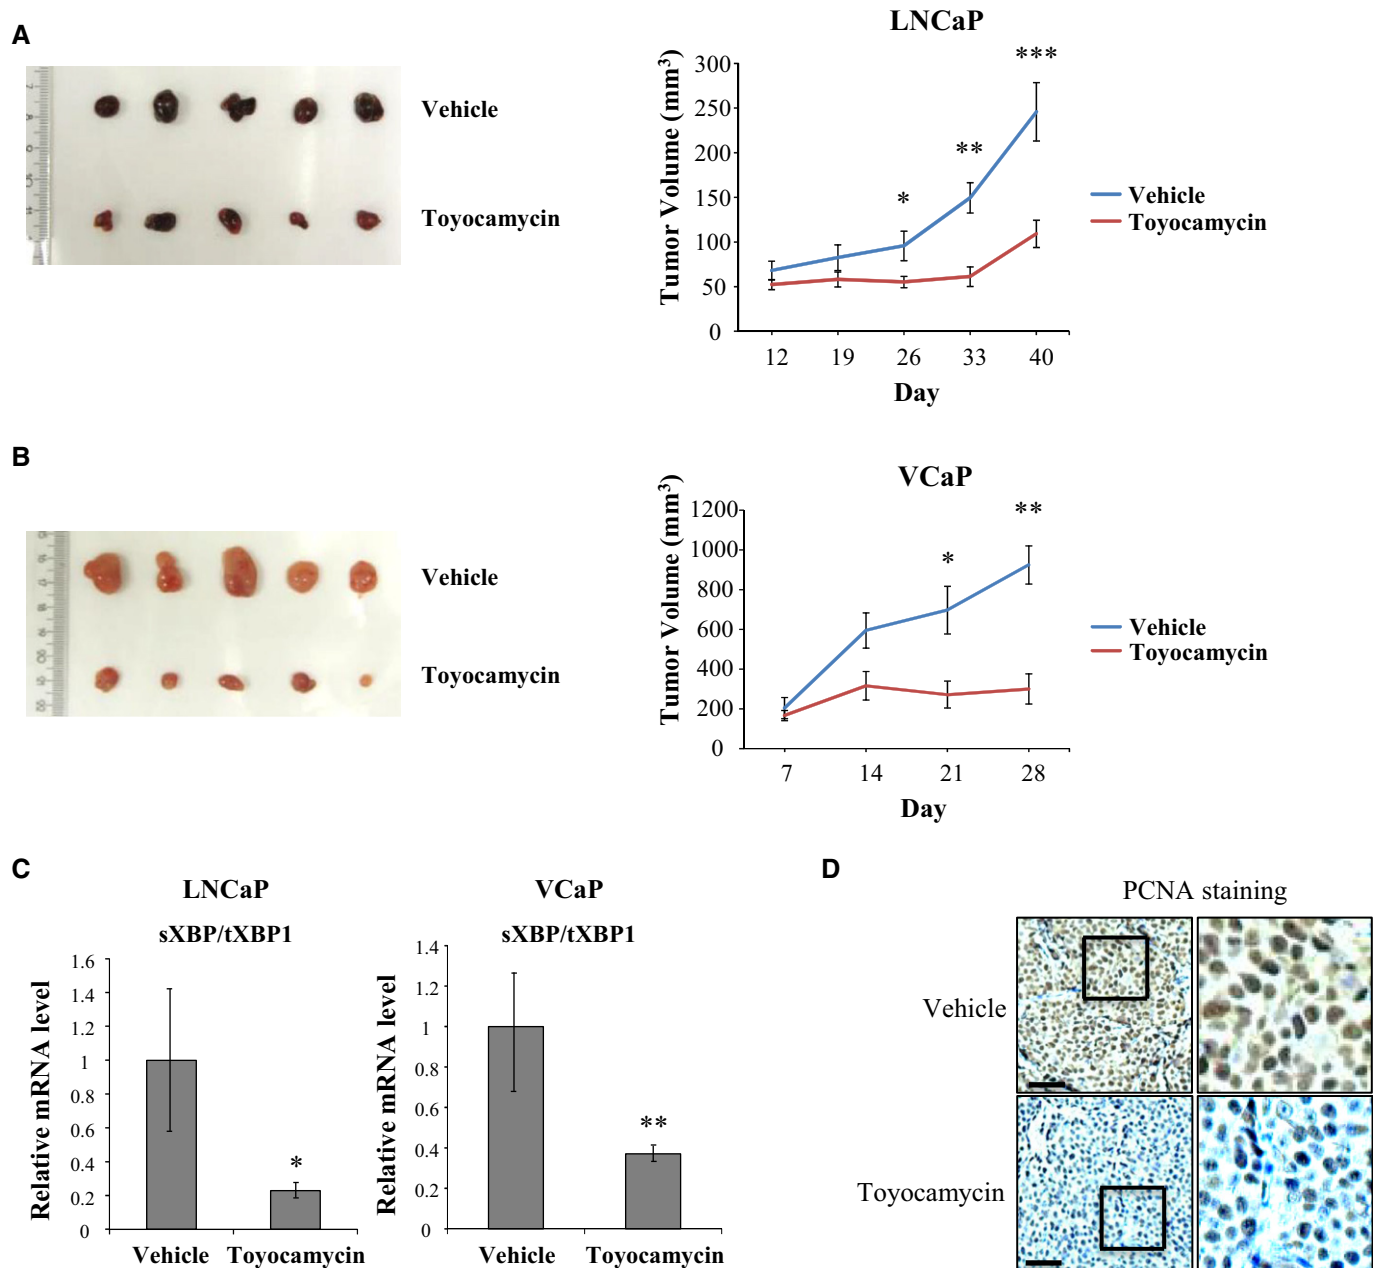 A
Vehicle
Toyocamycin
LNCaP
Tumor Volume (mm³)
300
250
200
150
100
50
0
*
**
***
12 19 26 33 40
Day
Vehicle
Toyocamycin
B
Vehicle
Toyocamycin
VCaP
Tumor Volume (mm³)
1200
1000
800
600
400
200
0
*
**
7 14 21 28
Day
Vehicle
Toyocamycin
C
LNCaP
sXBP/tXBP1
Relative mRNA level
1.6
1.4
1.2
1
0.8
0.6
0.4
0.2
0
*
Vehicle Toyocamycin
VCaP
sXBP/tXBP1
Relative mRNA level
1.4
1.2
1
0.8
0.6
0.4
0.2
0
**
Vehicle Toyocamycin
D
PCNA staining
Vehicle
Toyocamycin